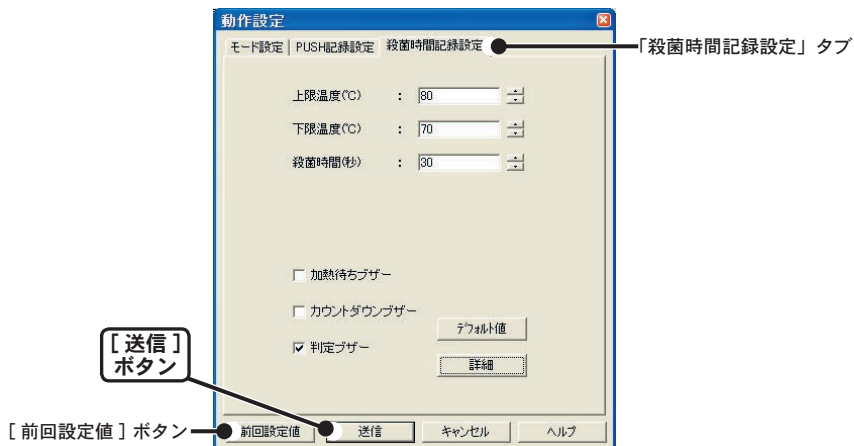 動作設定
モード設定 PUSH記録設定 殺菌時間記録設定
「殺菌時間記録設定」タブ
上限温度(℃) : 80
下限温度(℃) : 70
殺菌時間(秒) : 30
加熱待ちブザー
カウントダウンブザー
デフォルト値
判定ブザー
詳細
[ 送信 ]
ボタン
[ 前回設定値 ] ボタン
前回設定値 送信 キャンセル ヘルプ